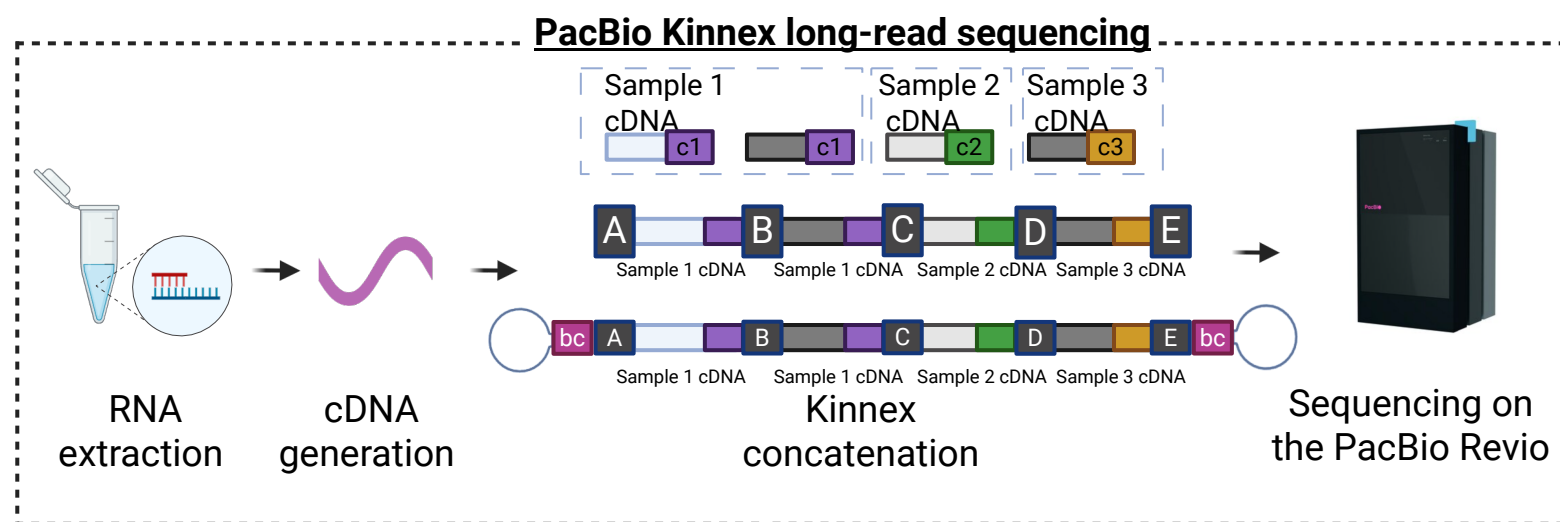 PacBio Kinnex long-read sequencing
Sample 1
cDNA
Sample 2
cDNA
Sample 3
cDNA
c1
c1
c2
c3
A
B
C
D
E
Sample 1 cDNA
Sample 1 cDNA
Sample 2 cDNA
Sample 3 cDNA
PacBio
bc
A
B
C
D
E
bc
Sample 1 cDNA
Sample 1 cDNA
Sample 2 cDNA
Sample 3 cDNA
RNA
extraction
cDNA
generation
Kinnex
concatenation
Sequencing on
the PacBio Revio